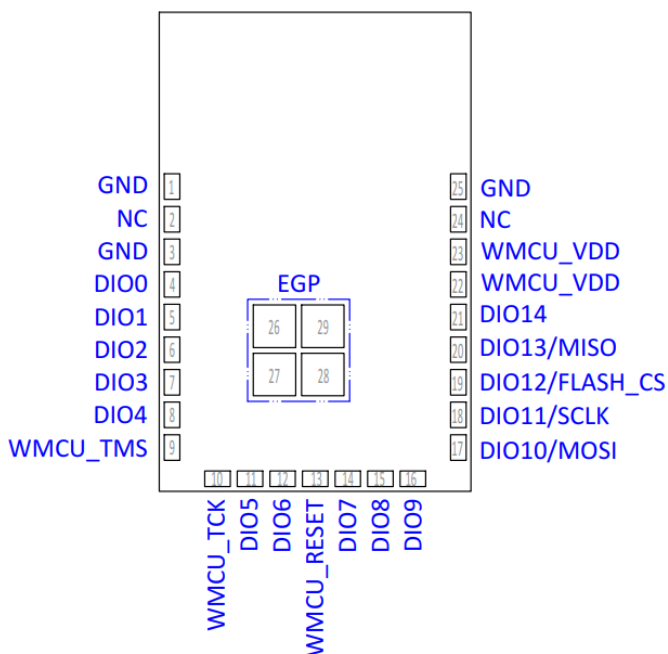 GND 1
NC 2
GND 3
DIO0 4
DIO1 5
DIO2 6
DIO3 7
DIO4 8
WMCU_TMS 9
EGP
26 29
27 28
25 GND
24 NC
23 WMCU_VDD
22 WMCU_VDD
21 DIO14
20 DIO13/MISO
19 DIO12/FLASH_CS
18 DIO11/SCLK
17 DIO10/MOSI
10 11 12 13 14 15 16
WMCU_TCK
DIO5
DIO6
WMCU_RESET
DIO7
DIO8
DIO9